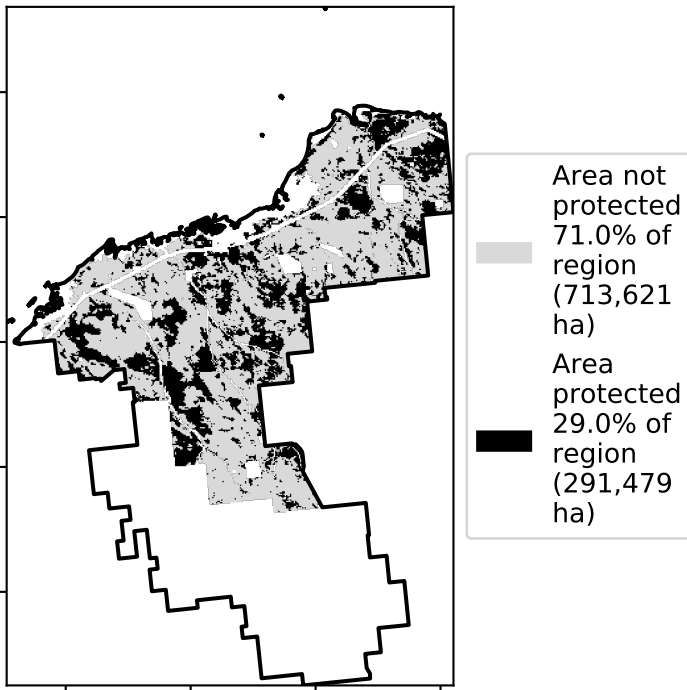 Area not
protected
71.0% of
region
(713,621
ha)
Area
protected
29.0% of
region
(291,479
ha)